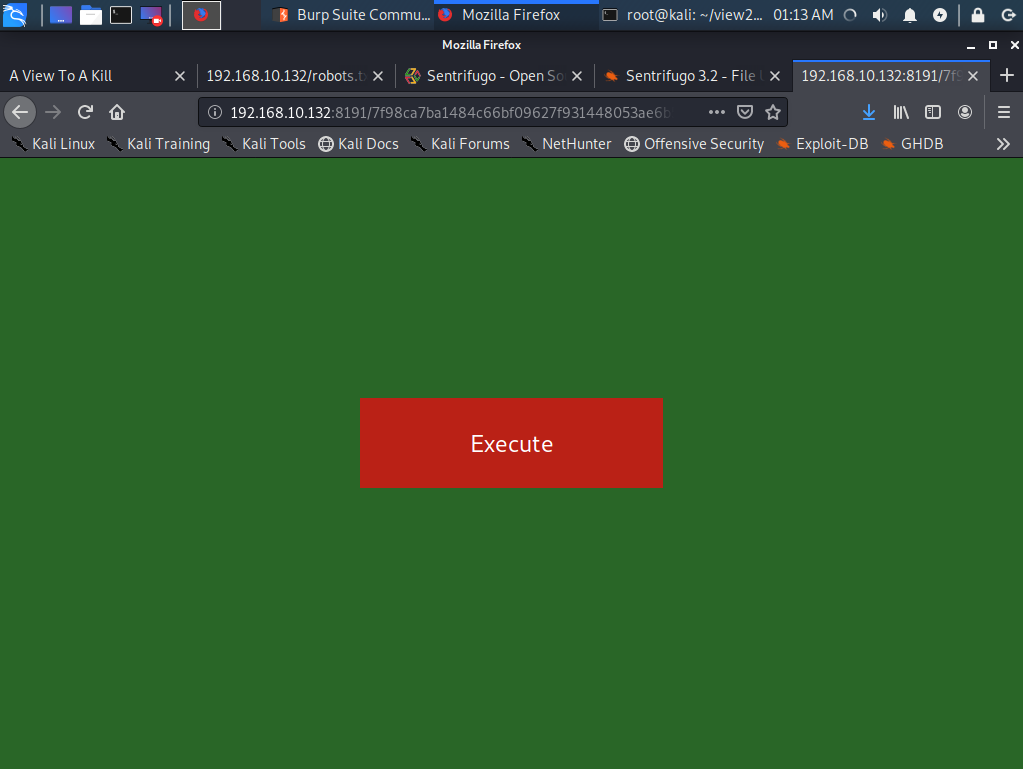 Burp Suite Commu... Mozilla Firefox root@kali: ~/view2... 01:13 AM
Mozilla Firefox
A View To A Kill 192.168.10.132/robots.t Sentrifugo - Open So Sentrifugo 3.2 - File 192.168.10.132:8191/7f9
192.168.10.132:8191/7f98ca7ba1484c66bf09627f931448053ae6b
Kali Linux Kali Training Kali Tools Kali Docs Kali Forums NetHunter Offensive Security Exploit-DB GHDB
Execute